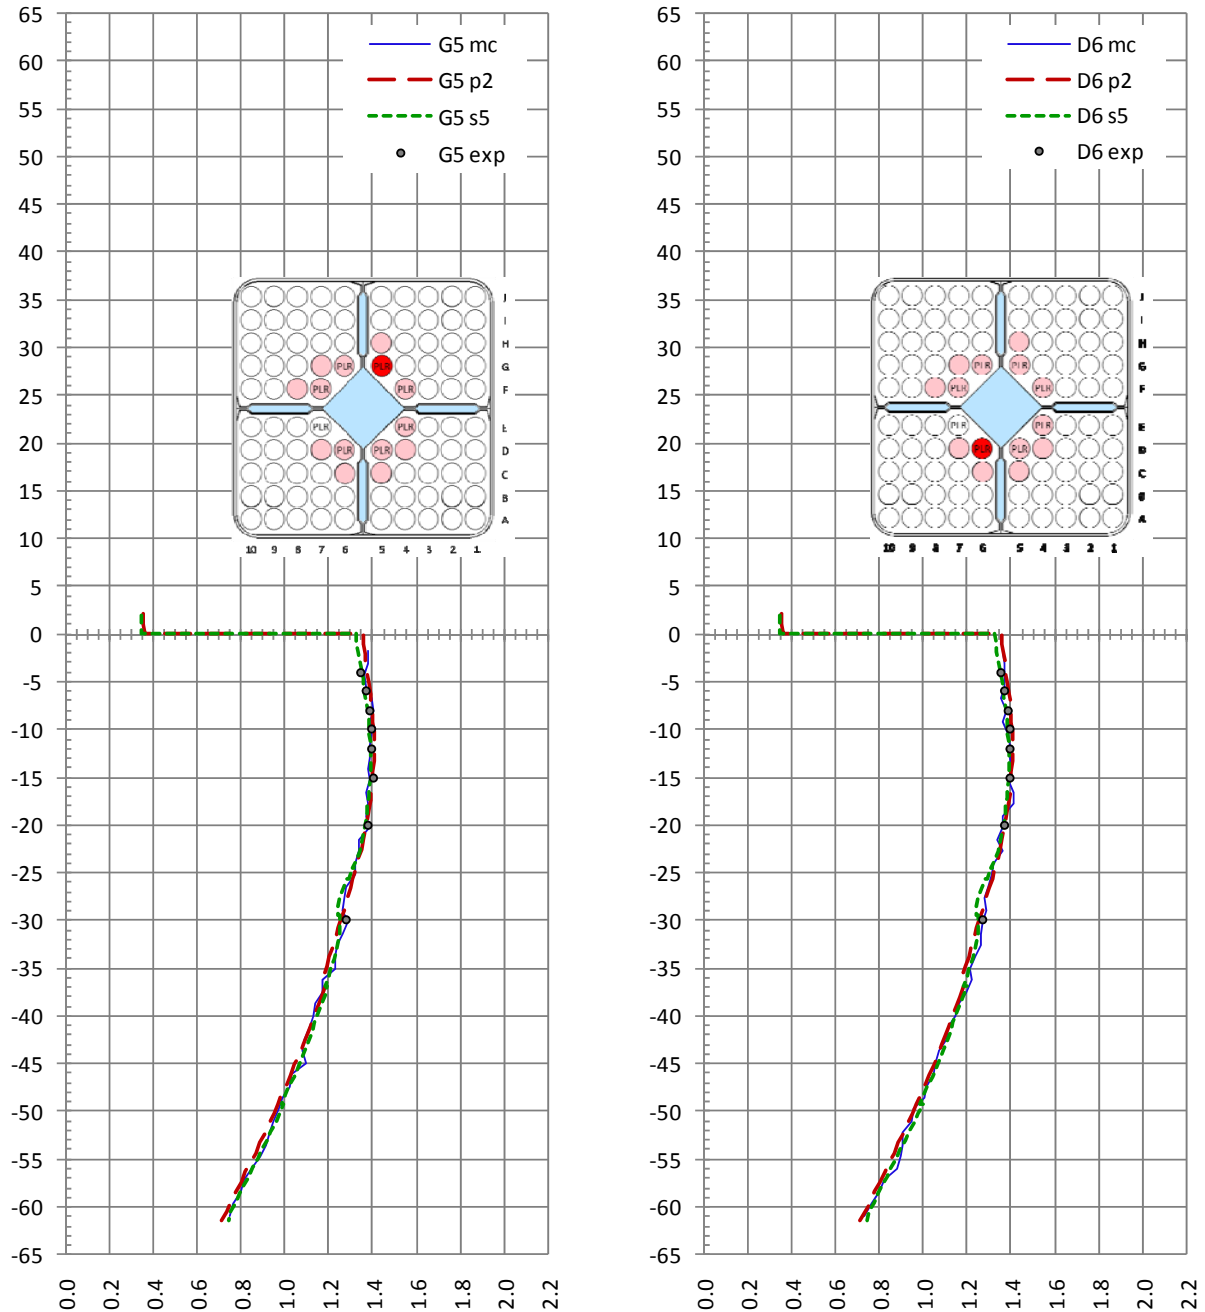 65
60
55
50
45
40
35
30
25
20
15
10
5
0
-5
-10
-15
-20
-25
-30
-35
-40
-45
-50
-55
-60
-65
G5 mc
G5 p2
G5 s5
G5 exp
J
I
H
PLR PLR G
PLR PLR F
PLR PLR E
PLR PLR D
C
B
A
10 9 8 7 6 5 4 3 2 1
0.0 0.2 0.4 0.6 0.8 1.0 1.2 1.4 1.6 1.8 2.0 2.2
65
60
55
50
45
40
35
30
25
20
15
10
5
0
-5
-10
-15
-20
-25
-30
-35
-40
-45
-50
-55
-60
-65
D6 mc
D6 p2
D6 s5
D6 exp
J
I
H
PLR PLR G
PLR PLR F
PLR PLR E
PLR PLR D
C
B
A
10 9 8 7 6 5 4 3 2 1
0.0 0.2 0.4 0.6 0.8 1.0 1.2 1.4 1.6 1.8 2.0 2.2